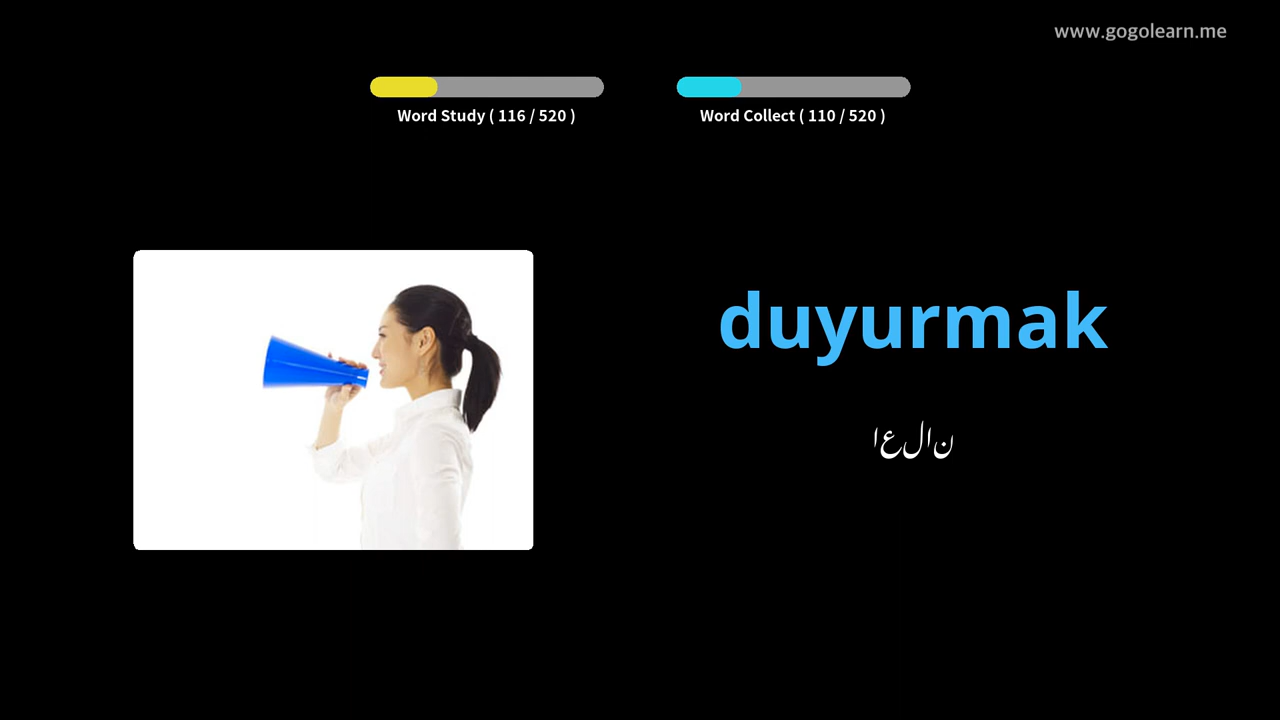 www.gogolearn.me
Word Study ( 116 / 520 )
Word Collect ( 110 / 520 )
duyurmak
اعلان